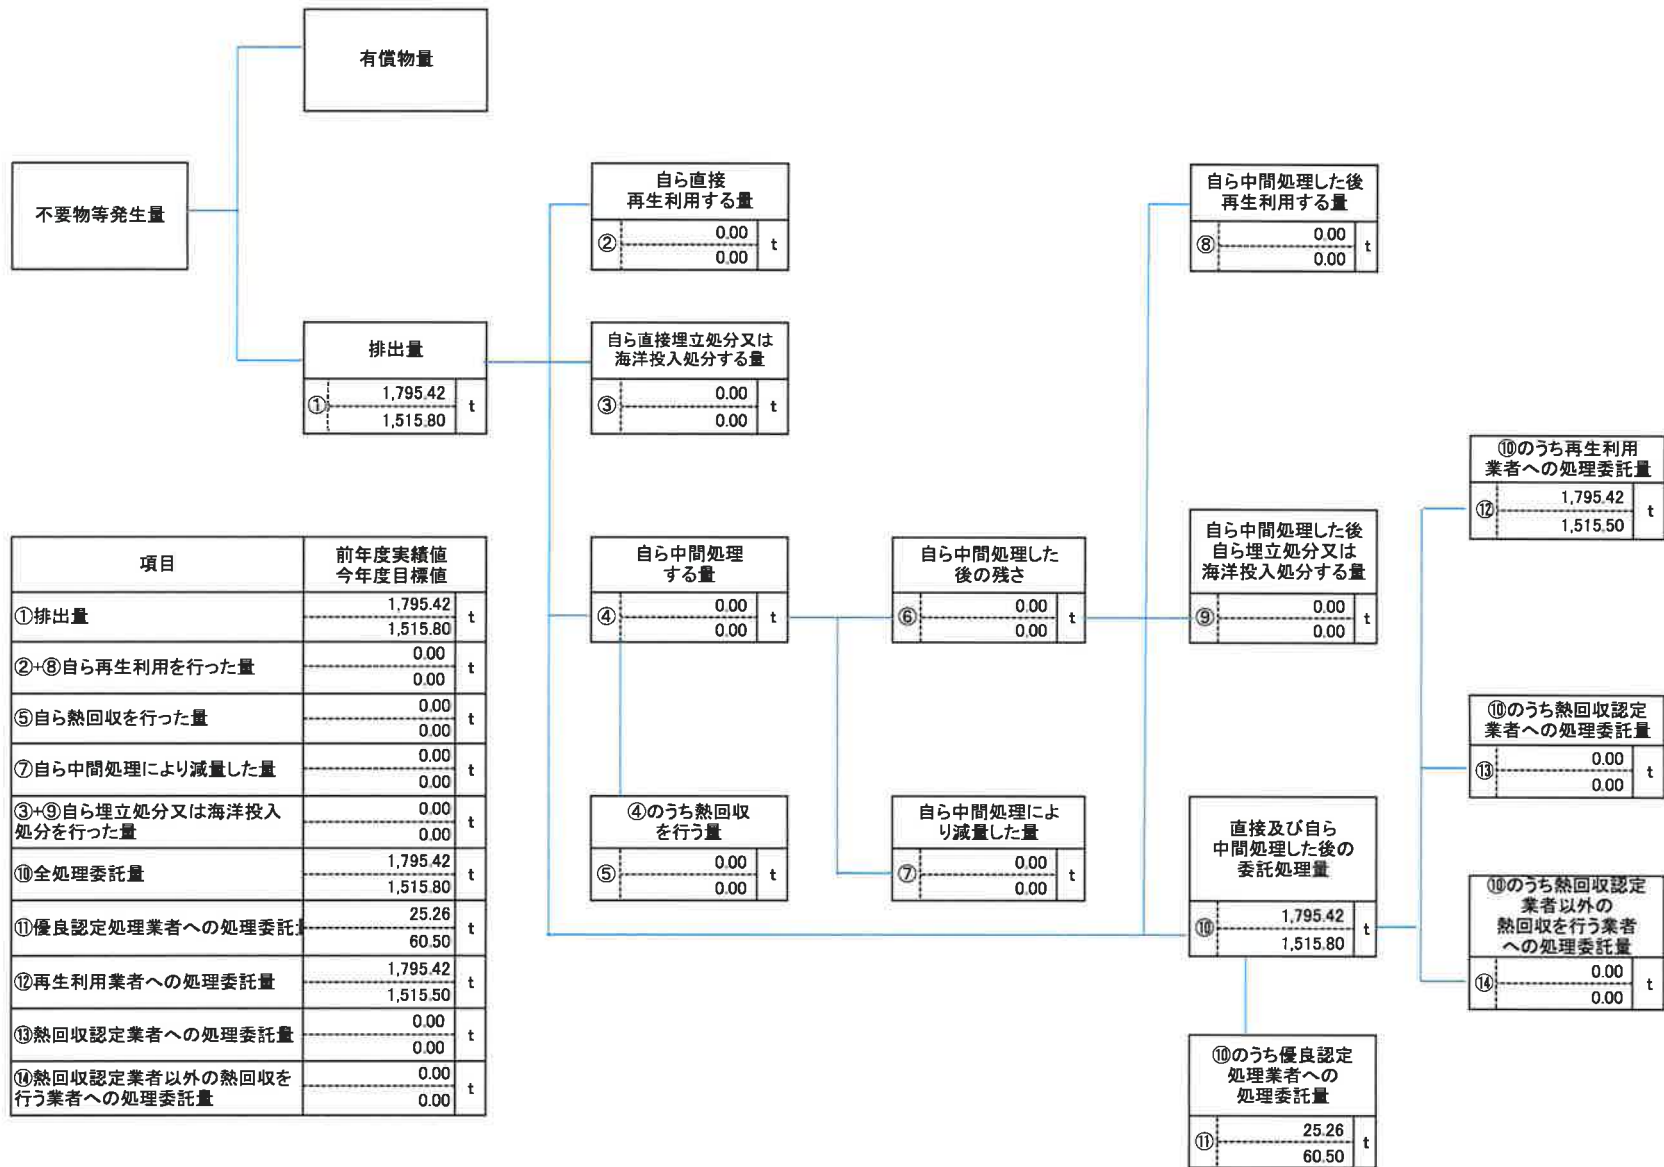 有償物量
不要物等発生量
排出量
① 1,795.42 t
1,515.80
自ら直接
再生利用する量
② 0.00 t
0.00
自ら直接埋立処分又は
海洋投入処分する量
③ 0.00 t
0.00
自ら中間処理
する量
④ 0.00 t
0.00
④のうち熱回収
を行う量
⑤ 0.00 t
0.00
自ら中間処理した
後の残さ
⑥ 0.00 t
0.00
自ら中間処理によ
り減量した量
⑦ 0.00 t
0.00
自ら中間処理した後
再生利用する量
⑧ 0.00 t
0.00
自ら中間処理した後
自ら埋立処分又は
海洋投入処分する量
⑨ 0.00 t
0.00
直接及び自ら
中間処理した後の
委託処理量
⑩ 1,795.42 t
1,515.80
⑩のうち優良認定
処理業者への
処理委託量
⑪ 25.26 t
60.50
⑩のうち再生利用
業者への処理委託量
⑫ 1,795.42 t
1,515.50
⑩のうち熱回収認定
業者への処理委託量
⑬ 0.00 t
0.00
⑩のうち熱回収認定
業者以外の
熱回収を行う業者
への処理委託量
⑭ 0.00 t
0.00
項目 前年度実績値
今年度目標値
①排出量 1,795.42 t
1,515.80
②+⑧自ら再生利用を行った量 0.00 t
0.00
⑤自ら熱回収を行った量 0.00 t
0.00
⑦自ら中間処理により減量した量 0.00 t
0.00
③+⑨自ら埋立処分又は海洋投入 0.00 t
処分を行った量 0.00
⑩全処理委託量 1,795.42 t
1,515.80
⑪優良認定処理業者への処理委託 25.26 t
60.50
⑫再生利用業者への処理委託量 1,795.42 t
1,515.50
⑬熱回収認定業者への処理委託量 0.00 t
0.00
⑭熱回収認定業者以外の熱回収を 0.00 t
行う業者への処理委託量 0.00